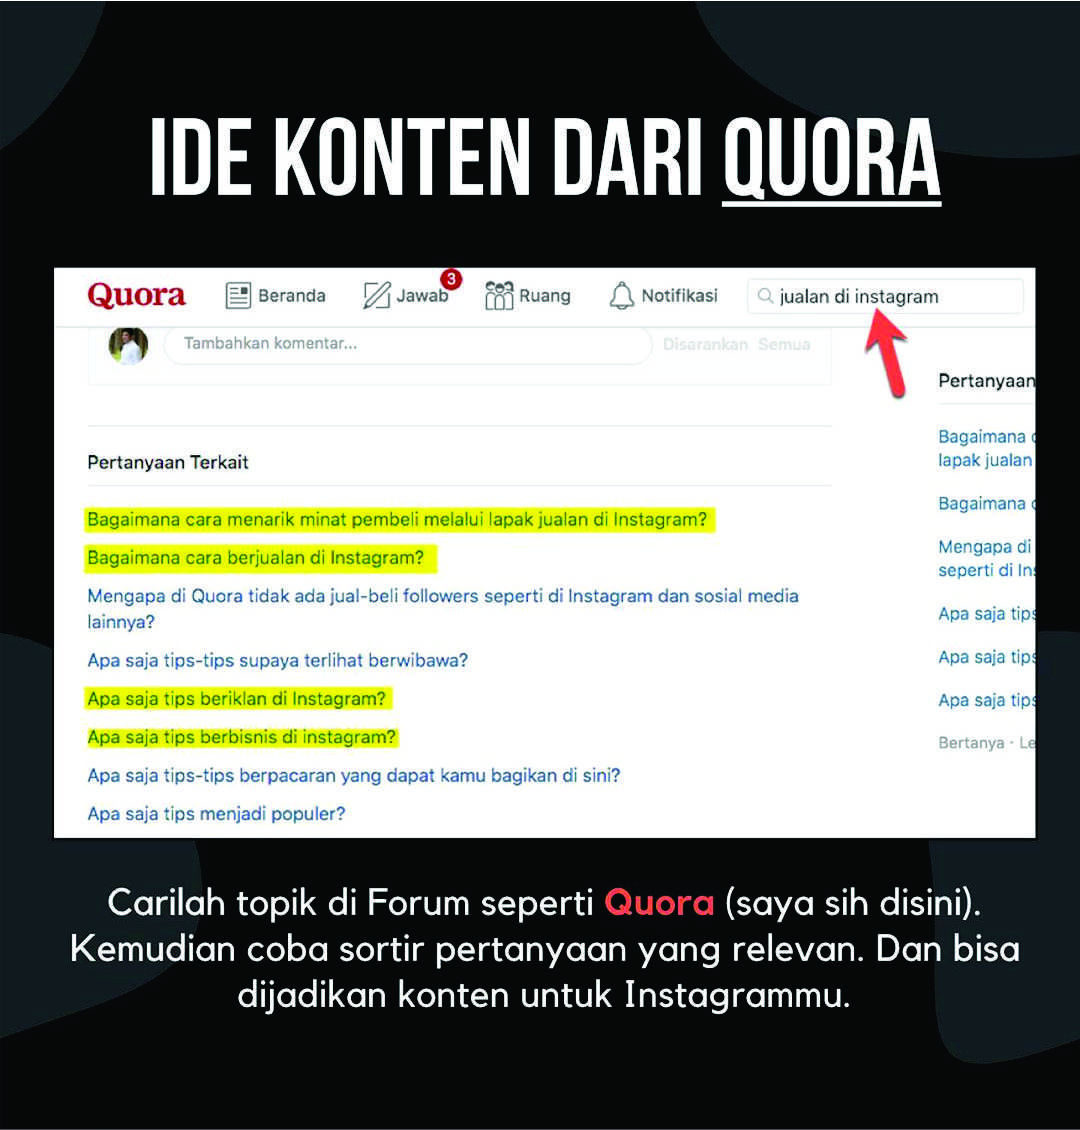 IDE KONTEN DARI QUORA
Quora Beranda Jawab 3 Ruang Notifikasi jualan di instagram
Tambahkan komentar... Disarankan Semua
Pertanyaan Terkait
Bagaimana cara menarik minat pembeli melalui lapak jualan di Instagram?
Bagaimana cara berjualan di Instagram?
Mengapa di Quora tidak ada jual-beli followers seperti di Instagram dan sosial media
lainnya?
Apa saja tips-tips supaya terlihat berwibawa?
Apa saja tips beriklan di Instagram?
Apa saja tips berbisnis di instagram?
Apa saja tips-tips berpacaran yang dapat kamu bagikan di sini?
Apa saja tips menjadi populer?
Pertanyaan
Bagaimana
lapak jualan
Bagaimana
Mengapa di
seperti di
Apa saja tips
Apa saja tips
Apa saja tips
Bertanya ·
Carilah topik di Forum seperti Quora (saya sih disini).
Kemudian coba sortir pertanyaan yang relevan. Dan bisa
dijadikan konten untuk Instagrammu.